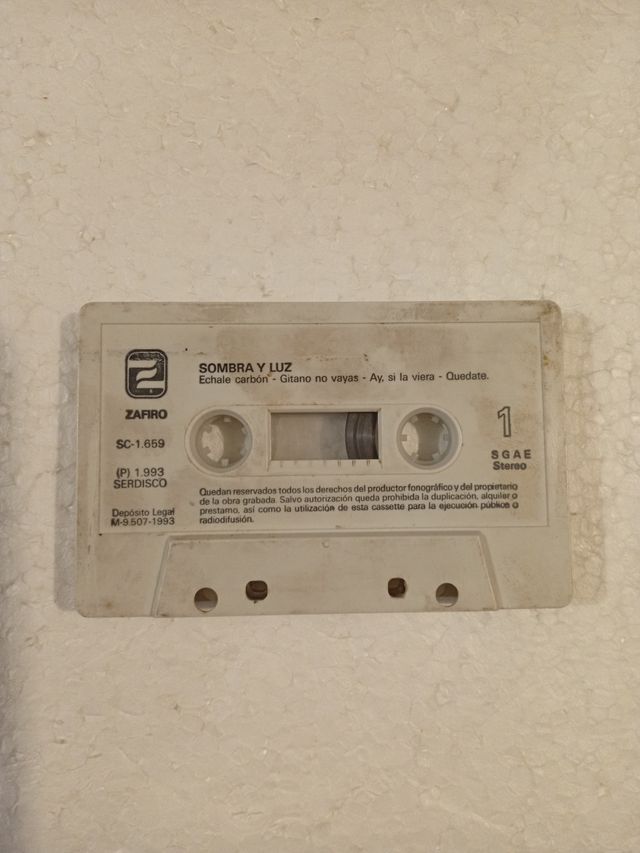 SOMBRA Y LUZ
Echale carbón - Gitano no vayas - Ay, si la viera - Quedate.
ZAFIRO
SC-1.659
(P) 1.993
SERDISCO
Depósito Legal
M-9.507-1993
1
SGAE
Stereo
Quedan reservados todos los derechos del productor fonográfico y del propietario
de la obra grabada. Salvo autorización queda prohibida la duplicación, alquiler o
prestamo, así como la utilización de esta cassette para la ejecución pública o
radiodifusión.